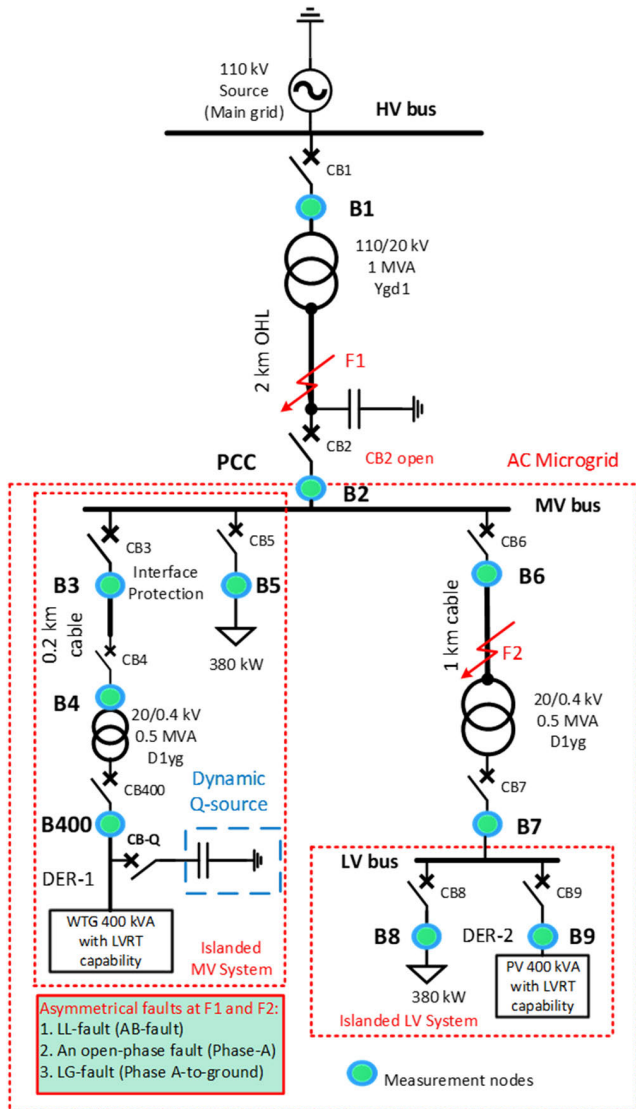 110 kV
Source
(Main grid)
HV bus
CB1
B1
110/20 kV
1 MVA
Ygd1
2 km OHL
F1
CB2
CB2 open
PCC
AC Microgrid
B2
MV bus
CB3
CB5
CB6
B3
Interface
Protection
B5
B6
0.2 km
cable
1 km cable
CB4
380 kW
F2
B4
20/0.4 kV
0.5 MVA
D1yg
20/0.4 kV
0.5 MVA
D1yg
CB400
Dynamic
Q-source
CB7
B400
B7
CB-Q
LV bus
DER-1
CB8
CB9
WTG 400 kVA
with LVRT
capability
Islanded
MV System
B8
DER-2
B9
380 kW
PV 400 kVA
with LVRT
capability
Islanded LV System
Asymmetrical faults at F1 and F2:
1. LL-fault (AB-fault)
2. An open-phase fault (Phase-A)
3. LG-fault (Phase A-to-ground)
Measurement nodes